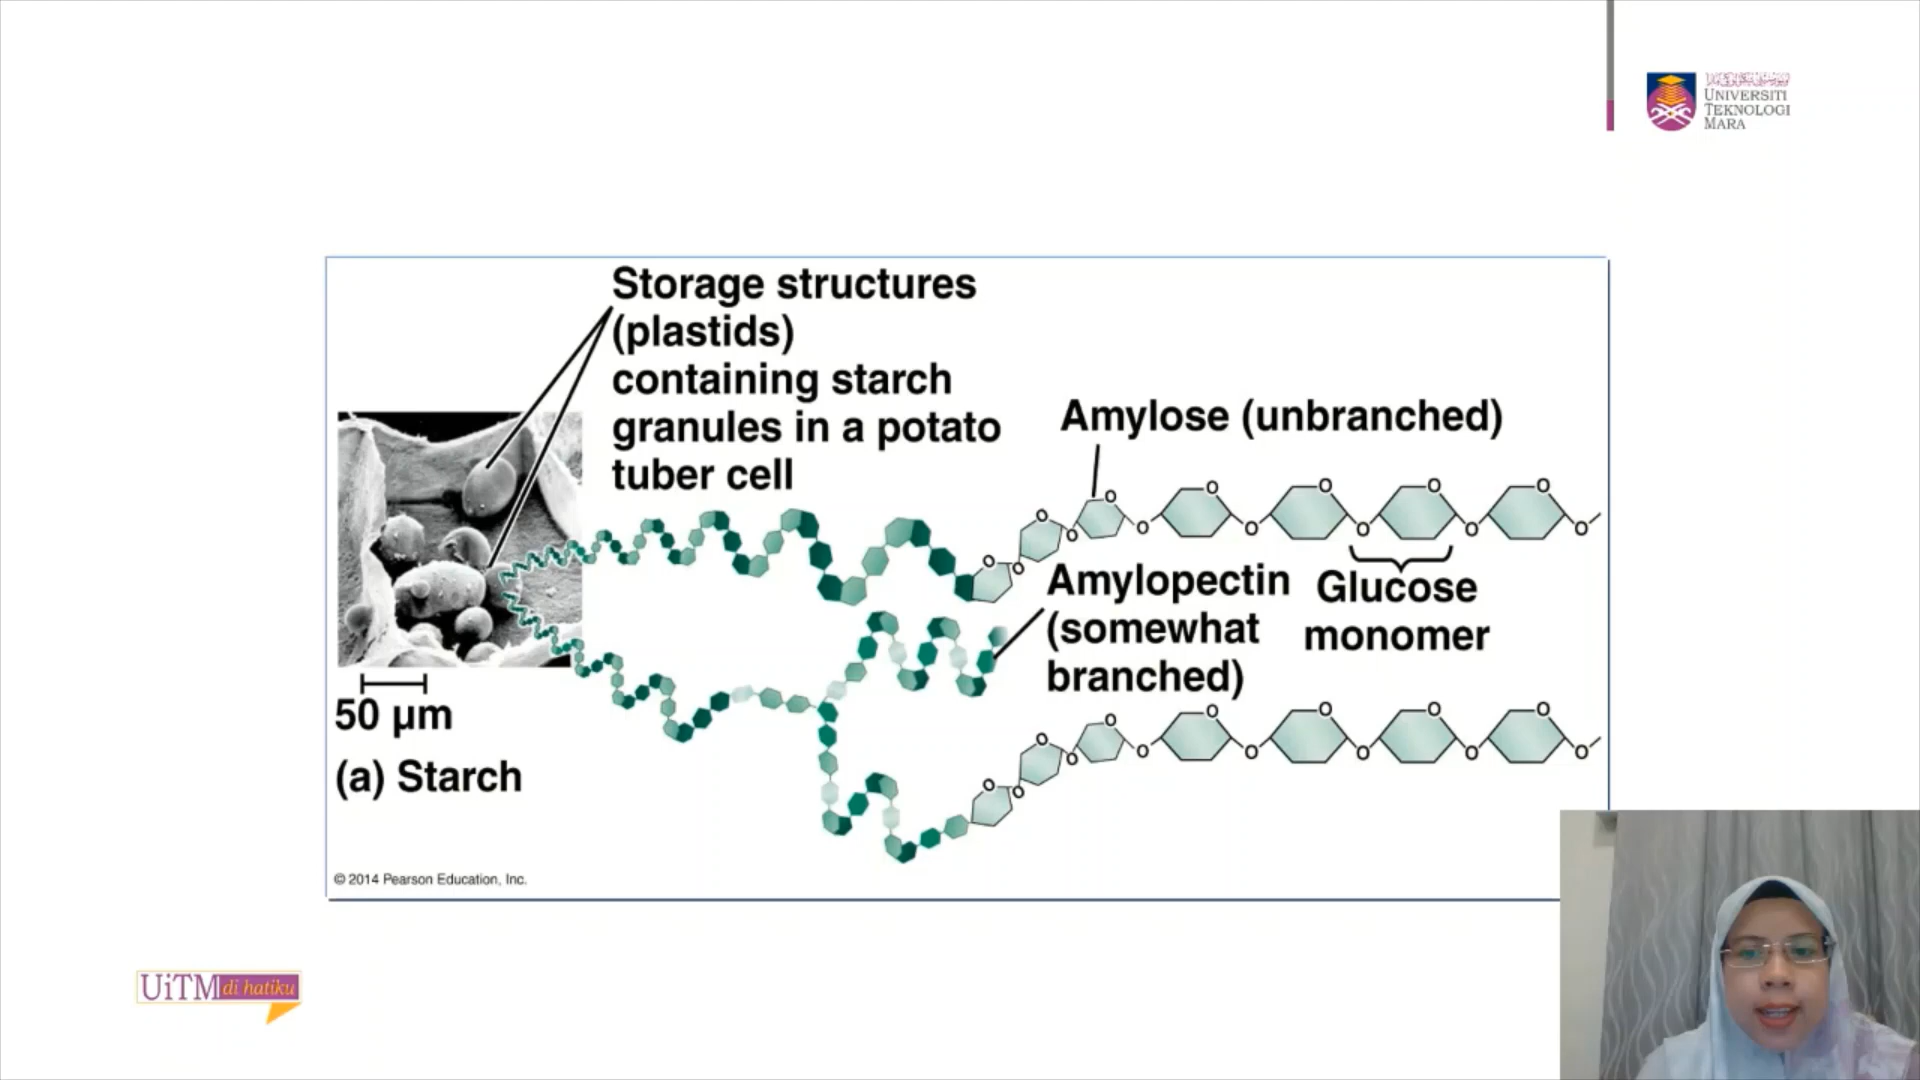 UNIVERSITI
TEKNOLOGI
MARA
Storage structures
(plastids)
containing starch
granules in a potato
tuber cell
Amylose (unbranched)
O
O
O
O
O
O
O
O
O
O
O
O
O
O
Amylopectin
(somewhat
branched)
Glucose
monomer
50 µm
(a) Starch
O
O
O
O
O
O
O
O
O
O
O
O
O
O
© 2014 Pearson Education, Inc.
UiTM di hatiku